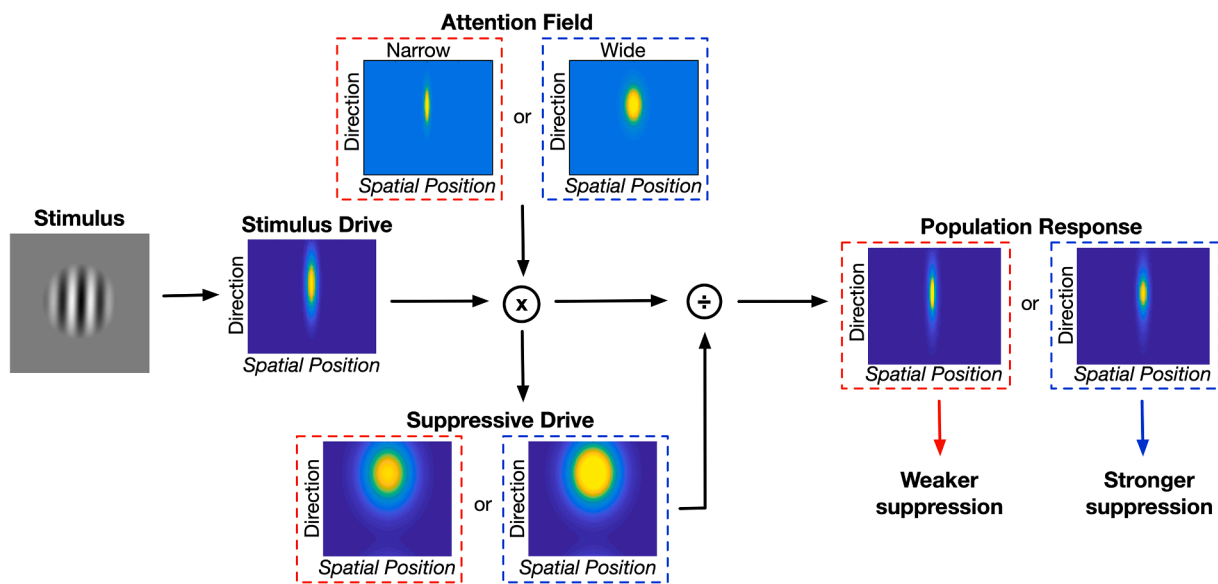 Attention Field
Narrow
Wide
Direction
Direction
or
Spatial Position
Spatial Position
Stimulus
Stimulus Drive
Direction
Spatial Position
x
÷
Population Response
Direction
or
Direction
Spatial Position
Spatial Position
Suppressive Drive
Direction
or
Direction
Spatial Position
Spatial Position
Weaker
suppression
Stronger
suppression